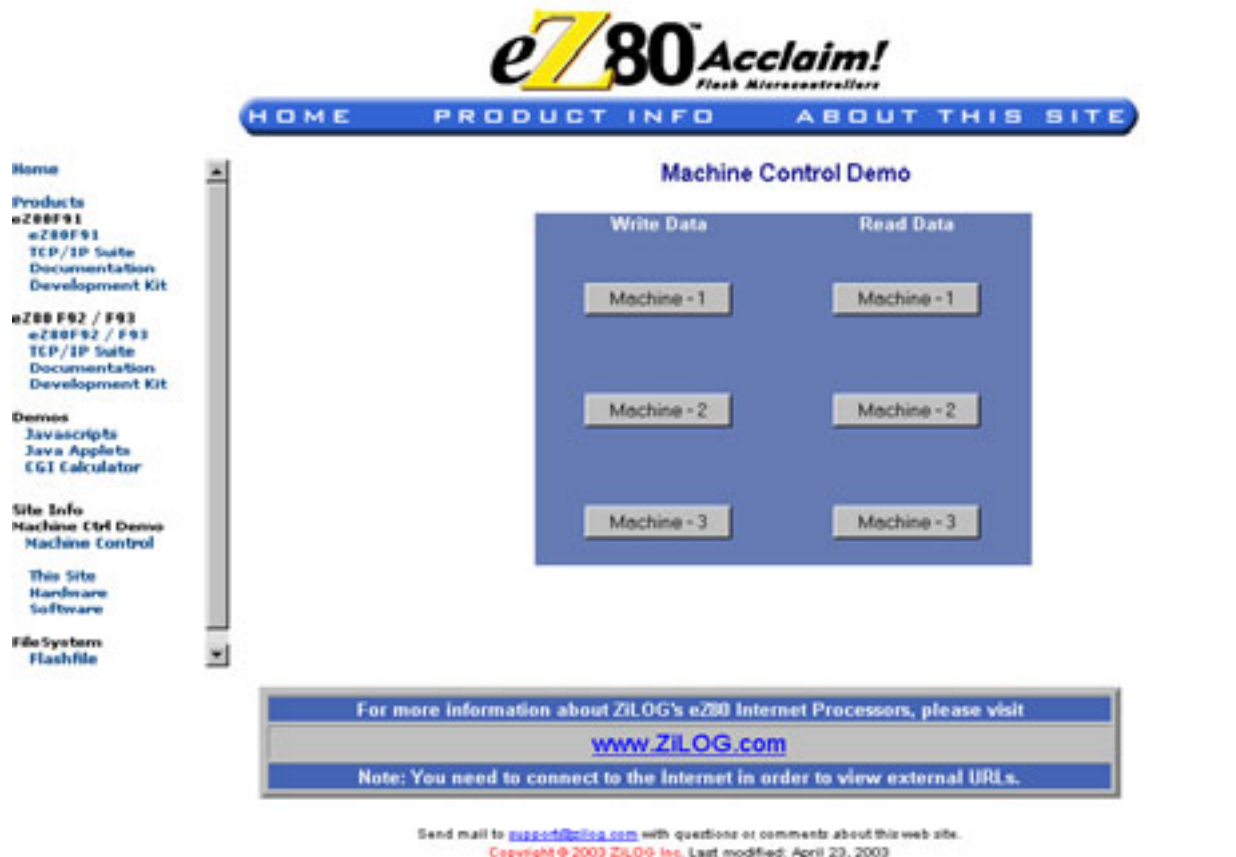 eZ80™ Acclaim!
Flash Microcontrollers
HOME PRODUCT INFO ABOUT THIS SITE
Home
Products
eZ80F91
eZ80F91
TCP/IP Suite
Documentation
Development Kit
eZ80 F92 / F93
eZ80F92 / F93
TCP/IP Suite
Documentation
Development Kit
Demos
Javascripts
Java Applets
CGI Calculator
Site Info
Machine Ctrl Demo
Machine Control
This Site
Hardware
Software
FileSystem
Flashfile
Machine Control Demo
Write Data Read Data
Machine - 1 Machine - 1
Machine - 2 Machine - 2
Machine - 3 Machine - 3
For more information about ZiLOG's eZ80 Internet Processors, please visit
www.ZiLOG.com
Note: You need to connect to the Internet in order to view external URLs.
Send mail to support@zilog.com with questions or comments about this web site.
Copyright © 2003 ZiLOG Inc. Last modified: April 23, 2003